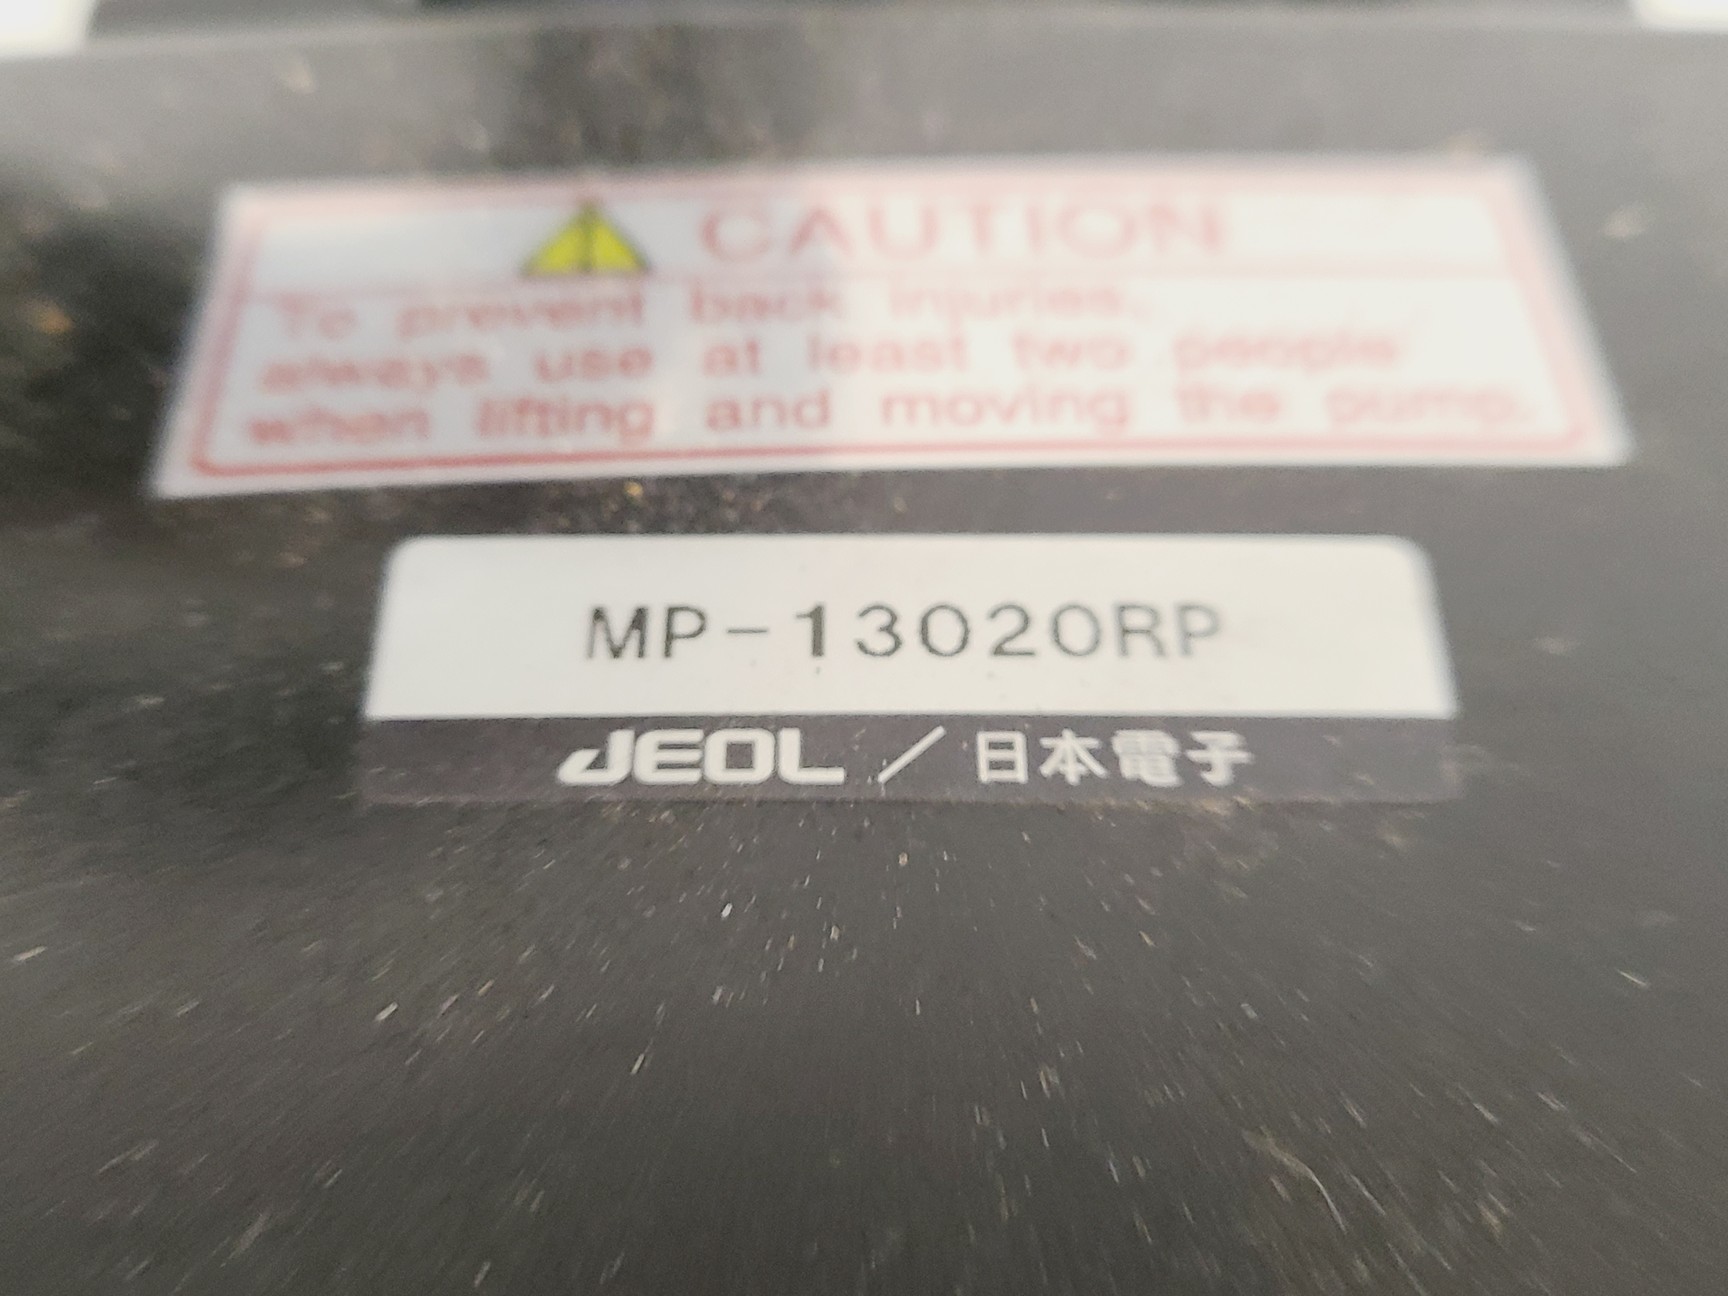 CAUTION
To prevent back injuries,
always use at least two people
when lifting and moving the pump.
MP-13020RP
JEOL/日本電子